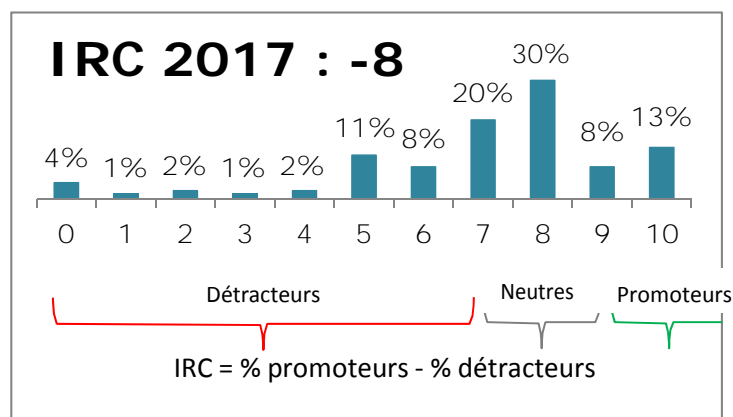 IRC 2017 : -8
4% 1% 2% 1% 2% 11% 8% 20% 30% 8% 13%
0 1 2 3 4 5 6 7 8 9 10
Détracteurs Neutres Promoteurs
IRC = % promoteurs - % détracteurs